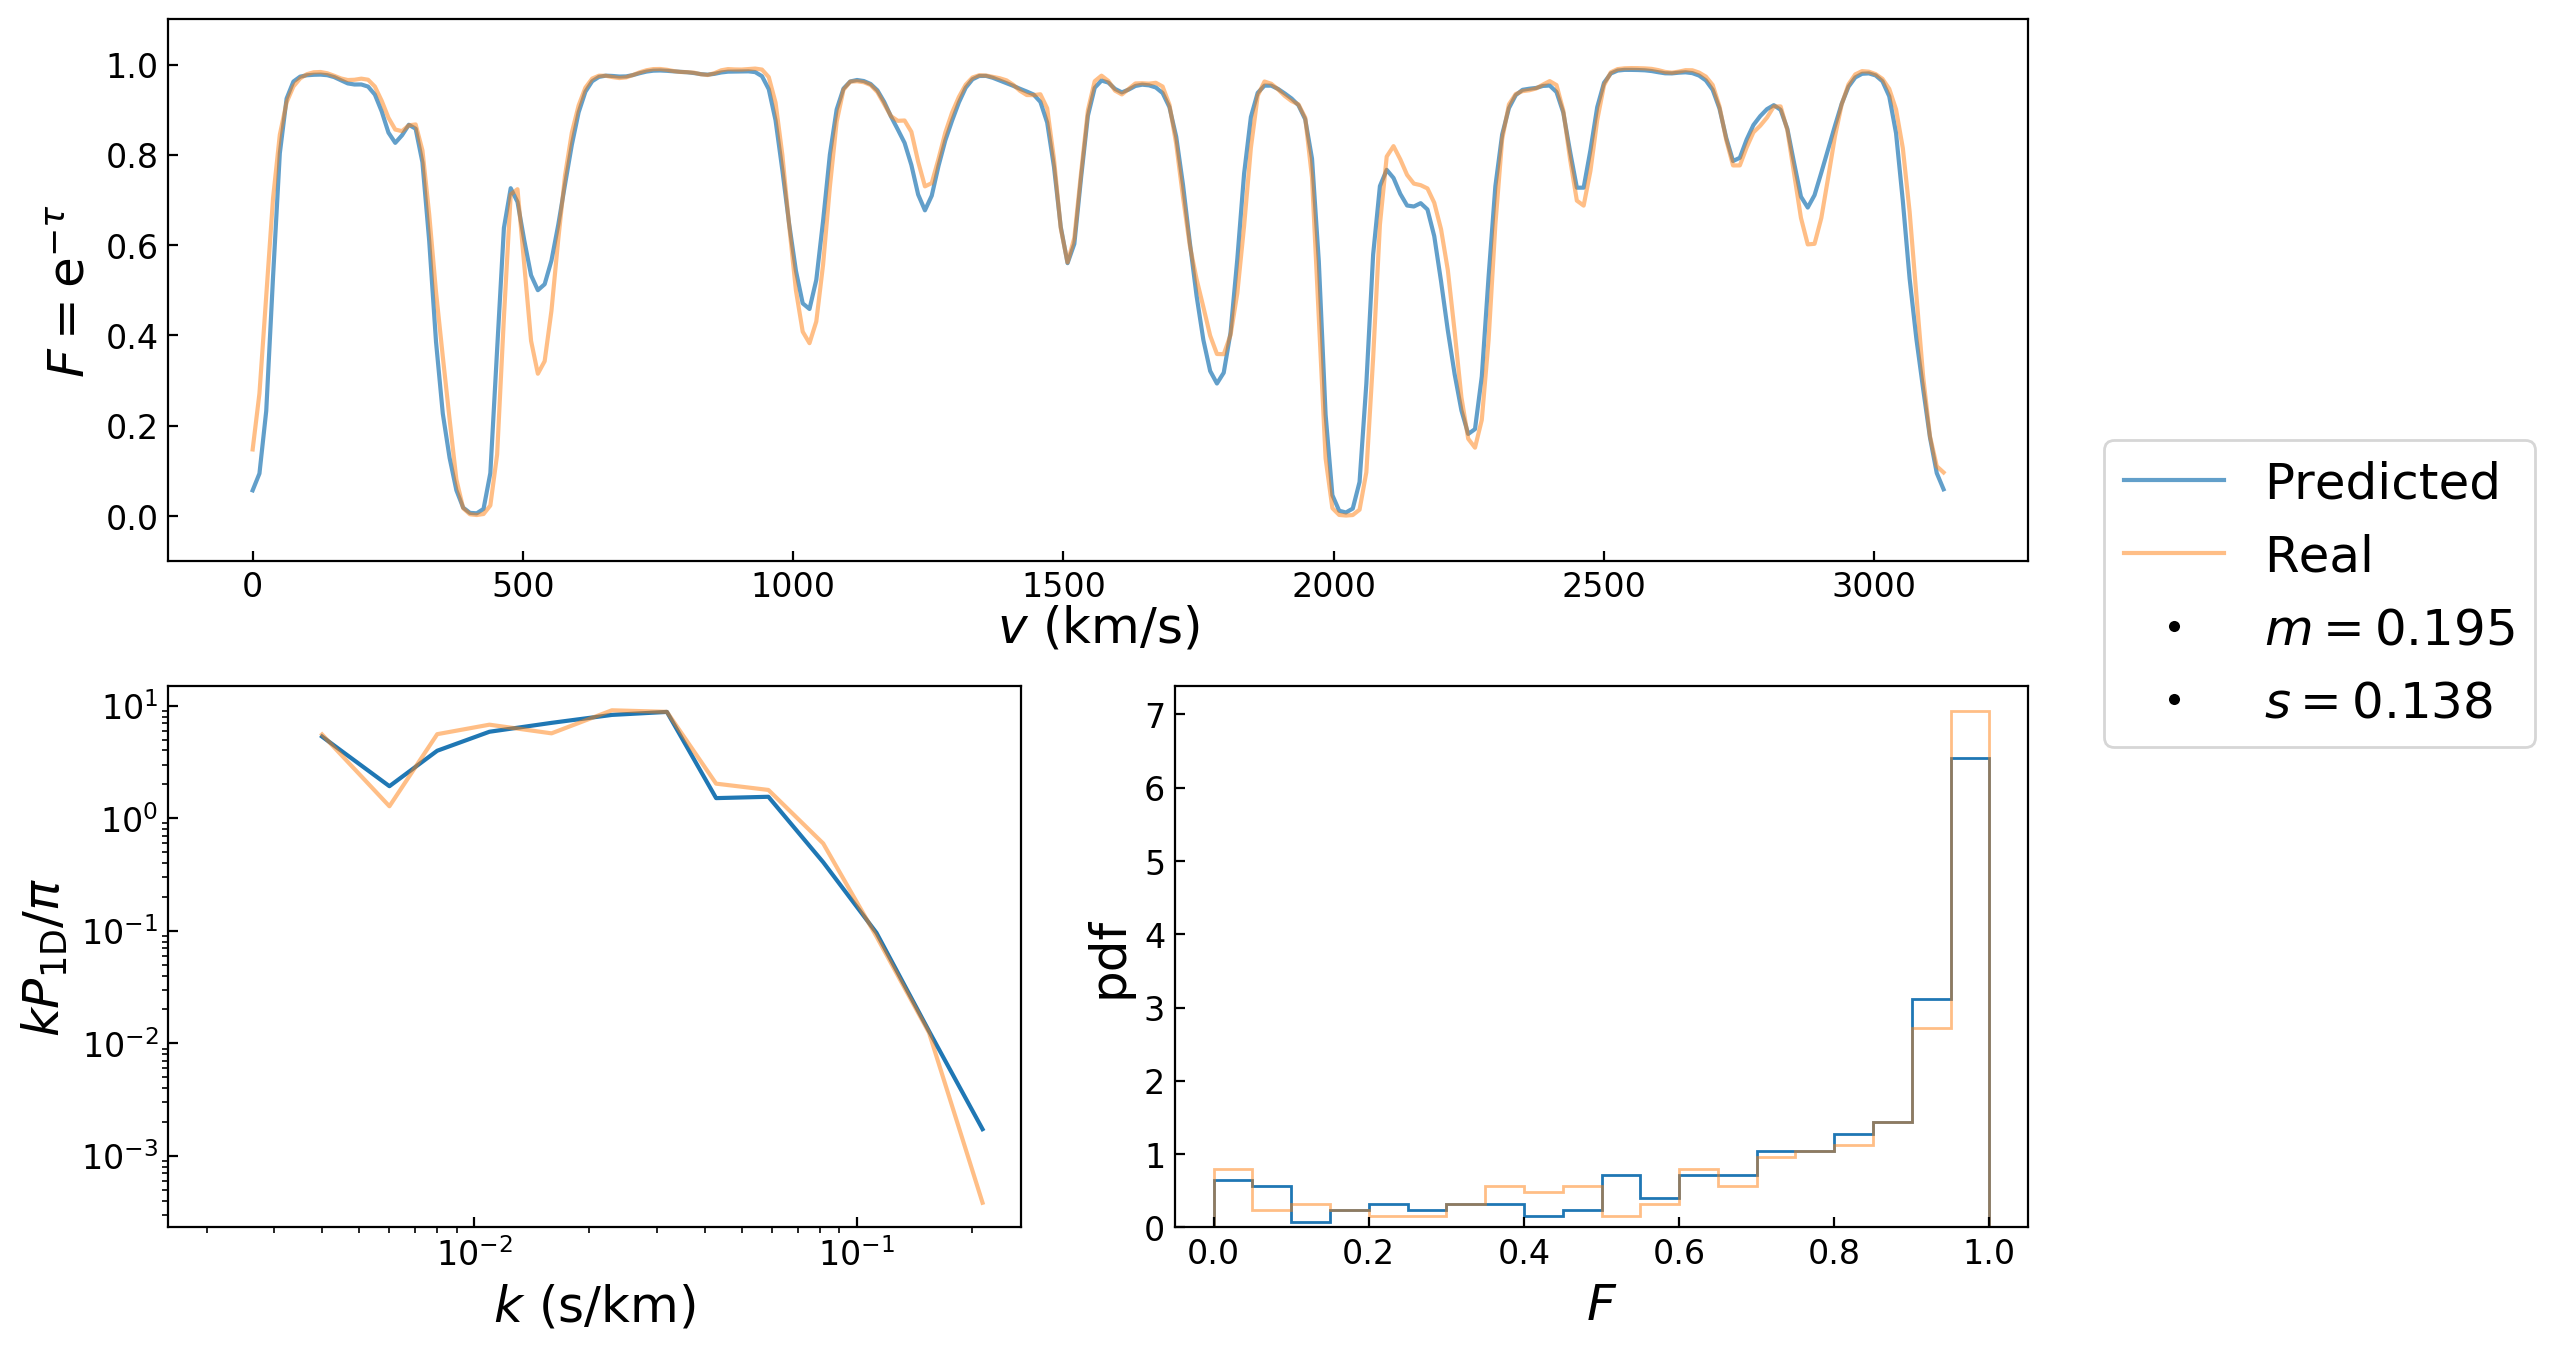 F = e^{-τ}
1.0
0.8
0.6
0.4
0.2
0.0
0 500 1000 1500 2000 2500 3000
v (km/s)
Predicted
Real
m = 0.195
s = 0.138
kP_{1D}/π
10^1
10^0
10^{-1}
10^{-2}
10^{-3}
10^{-2} 10^{-1}
k (s/km)
pdf
7
6
5
4
3
2
1
0
0.0 0.2 0.4 0.6 0.8 1.0
F